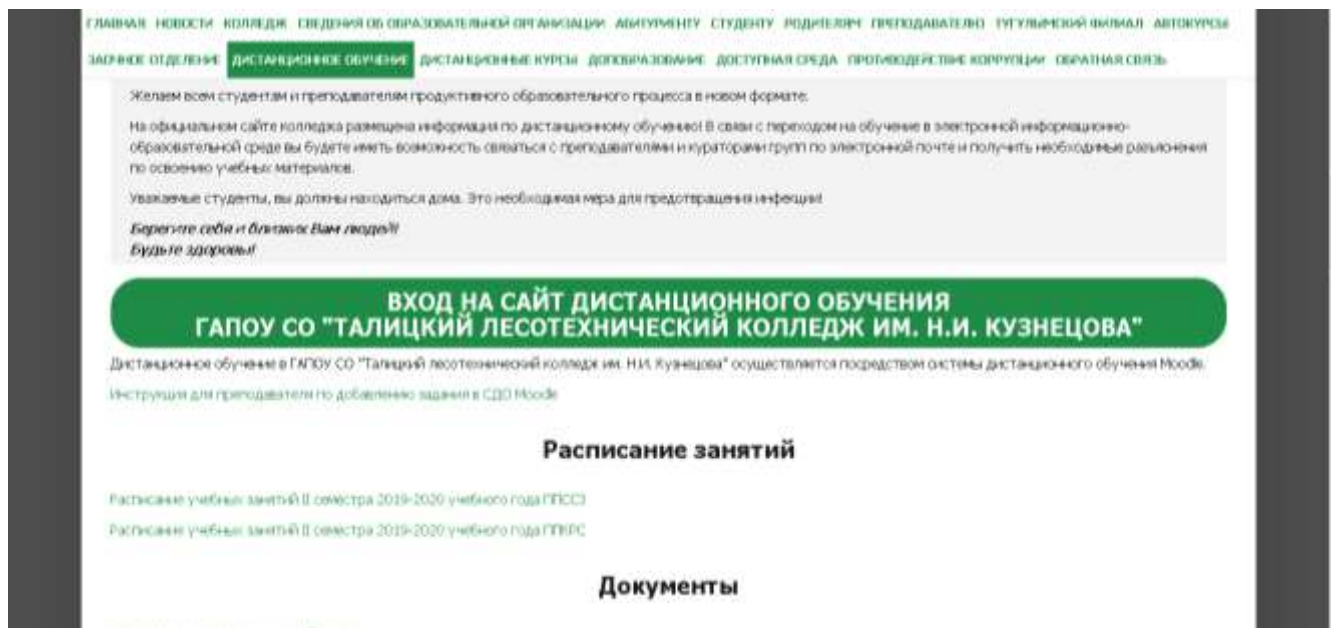 ГЛАВНАЯ НОВОСТИ КОЛЛЕДЖ СВЕДЕНИЯ ОБ ОБРАЗОВАТЕЛЬНОЙ ОРГАНИЗАЦИИ АБИТУРИЕНТУ СТУДЕНТУ РОДИТЕЛЯМ ПРЕПОДАВАТЕЛЮ ТУГУЛЫМСКИЙ ФИЛИАЛ АВТОКУРСЫ
ЗАОЧНОЕ ОТДЕЛЕНИЕ ДИСТАНЦИОННОЕ ОБУЧЕНИЕ ДИСТАНЦИОННЫЕ КУРСЫ ДОПОБРАЗОВАНИЕ ДОСТУПНАЯ СРЕДА ПРОТИВОДЕЙСТВИЕ КОРРУПЦИИ ОБРАТНАЯ СВЯЗЬ
Желаем всем студентам и преподавателям продуктивного образовательного процесса в новом формате.
На официальном сайте колледжа размещена информация по дистанционному обучению! В связи с переходом на обучение в электронной информационно-
образовательной среде вы будете иметь возможность связаться с преподавателями и кураторами групп по электронной почте и получить необходимые разъяснения
по освоению учебных материалов.
Уважаемые студенты, вы должны находиться дома. Это необходимая мера для предотвращения инфекции!
Берегите себя и близких Вам людей!
Будьте здоровы!
ВХОД НА САЙТ ДИСТАНЦИОННОГО ОБУЧЕНИЯ
ГАПОУ СО "ТАЛИЦКИЙ ЛЕСОТЕХНИЧЕСКИЙ КОЛЛЕДЖ ИМ. Н.И. КУЗНЕЦОВА"
Дистанционное обучение в ГАПОУ СО "Талицкий лесотехнический колледж им. Н.И. Кузнецова" осуществляется посредством системы дистанционного обучения Moodle.
Инструкция для преподавателя по добавлению задания в СДО Moodle
Расписание занятий
Расписание учебных занятий II семестра 2019-2020 учебного года ППССЗ
Расписание учебных занятий II семестра 2019-2020 учебного года ППКРС
Документы